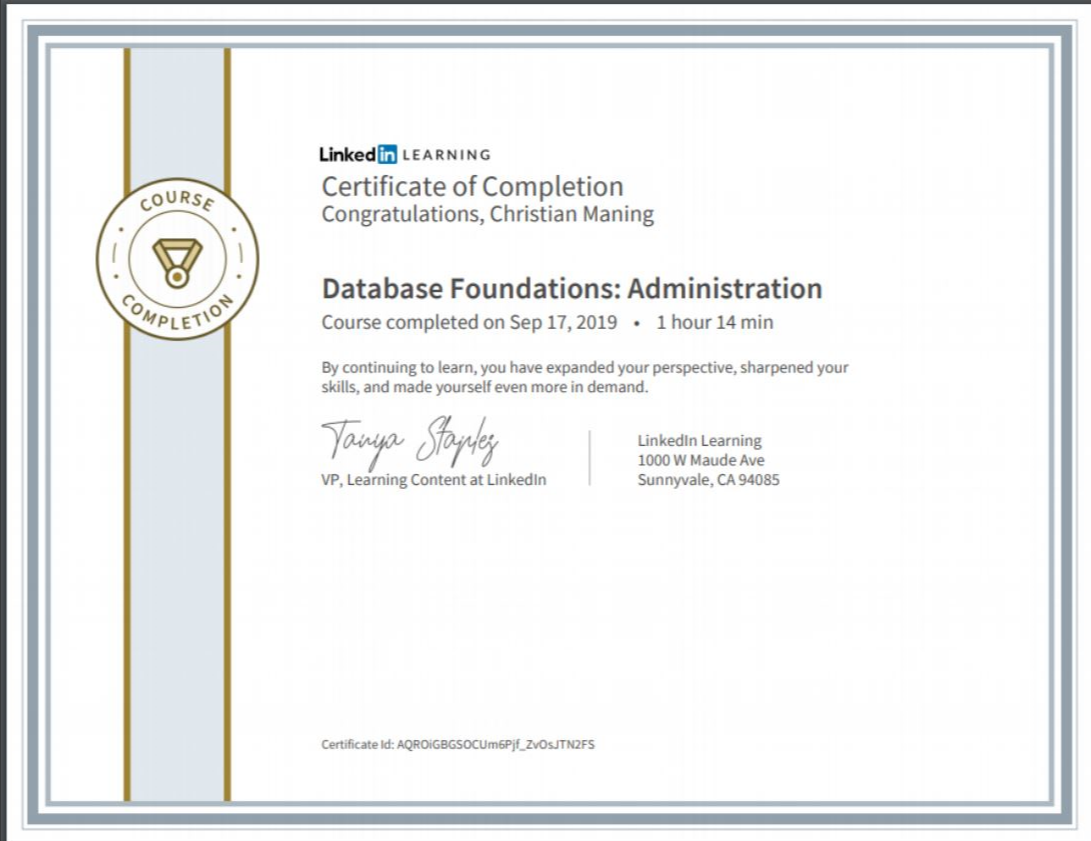 COURSE
COMPLETION
Linkedin LEARNING
Certificate of Completion
Congratulations, Christian Maning
Database Foundations: Administration
Course completed on Sep 17, 2019 • 1 hour 14 min
By continuing to learn, you have expanded your perspective, sharpened your
skills, and made yourself even more in demand.
Tanya Staples
VP, Learning Content at LinkedIn
LinkedIn Learning
1000 W Maude Ave
Sunnyvale, CA 94085
Certificate Id: AQROiGBGSOCUm6Pjf_ZvOsJTN2FS